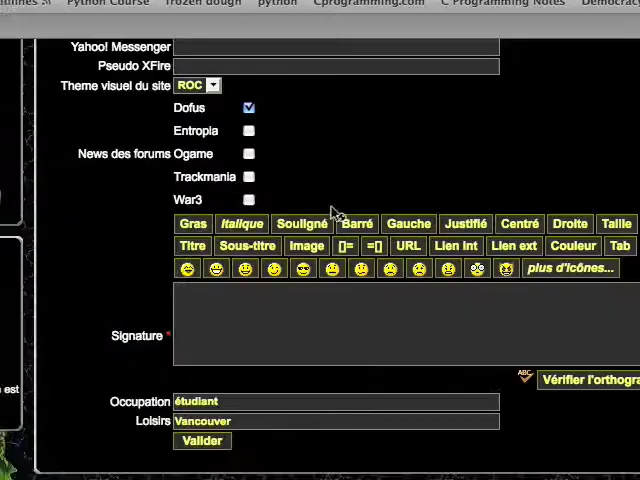 Python Course Frozen dough python Cprogramming.com C Programming Notes Democracy
Yahoo! Messenger
Pseudo XFire
Theme visuel du site ROC
Dofus
Entropia
News des forums Ogame
Trackmania
War3
Gras Italique Souligné Barré Gauche Justifié Centré Droite Taille
Titre Sous-titre Image []= =[] URL Lien int Lien ext Couleur Tab
plus d'icônes...
Signature *
est
ABC Vérifier l'orthogra
Occupation étudiant
Loisirs Vancouver
Valider